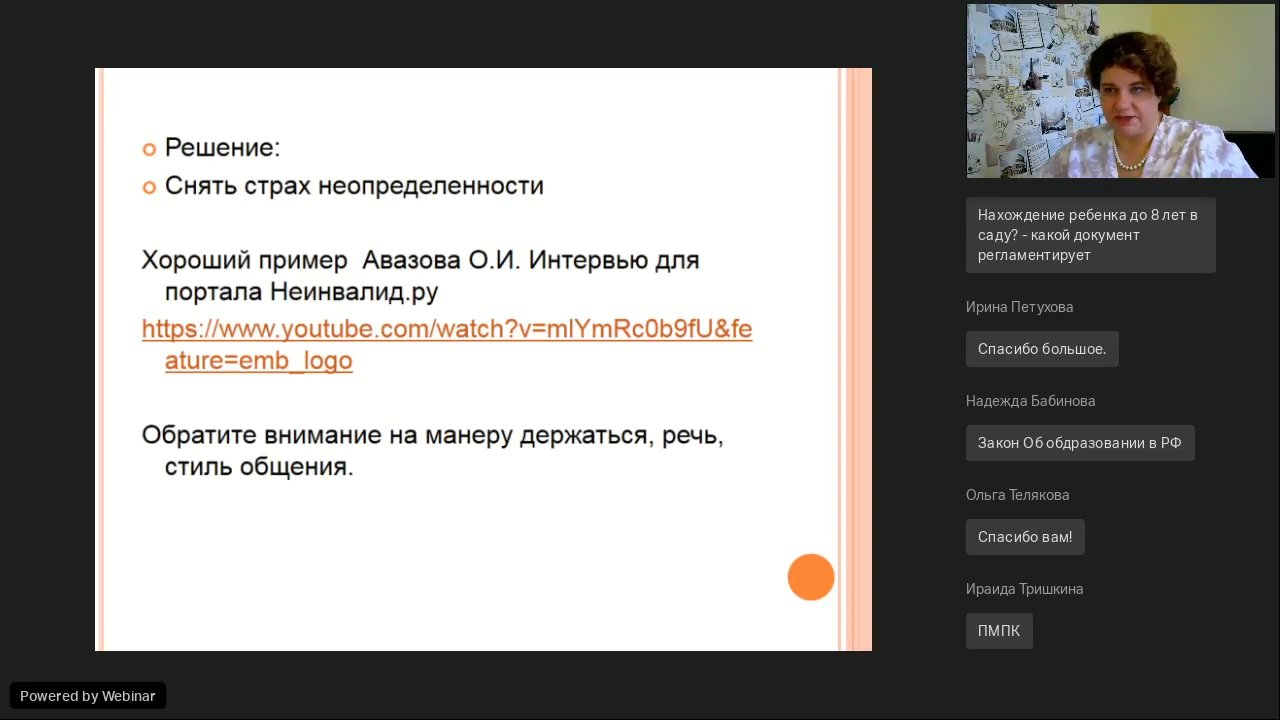 Решение:
Снять страх неопределенности
Хороший пример Авазова О.И. Интервью для
портала Неинвалид.ру
https://www.youtube.com/watch?v=mlYmRc0b9fU&fe
ature=emb_logo
Обратите внимание на манеру держаться, речь,
стиль общения.
Нахождение ребенка до 8 лет в
саду? - какой документ
регламентирует
Ирина Петухова
Спасибо большое.
Надежда Бабинова
Закон Об обдразовании в РФ
Ольга Телякова
Спасибо вам!
Ираида Тришкина
ПМПК
Powered by Webinar